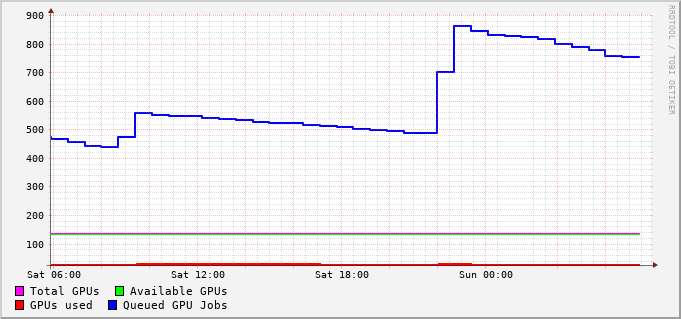 900
800
700
600
500
400
300
200
100
Sat 06:00 Sat 12:00 Sat 18:00 Sun 00:00
Total GPUs Available GPUs
GPUs used Queued GPU Jobs
RRDTOOL / TOBI OETIKER